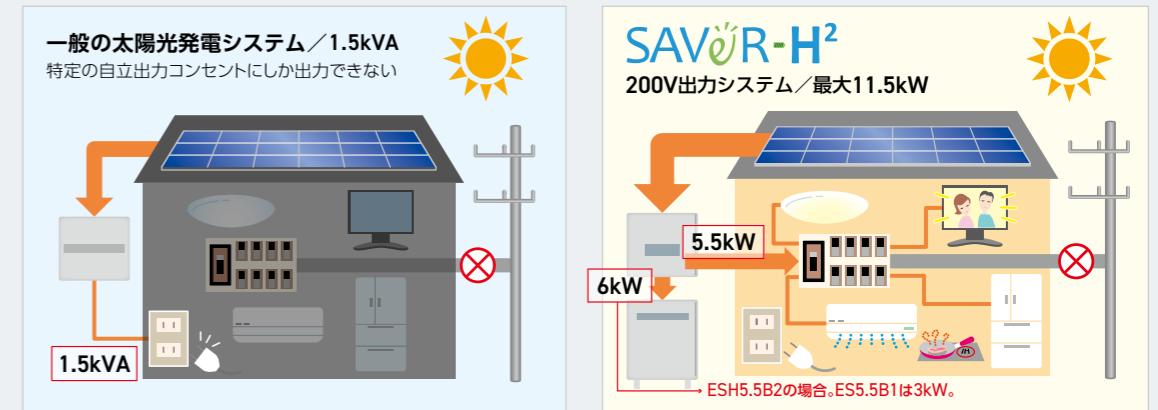 一般の太陽光発電システム／1.5kVA
特定の自立出力コンセントにしか出力できない
1.5kVA
SAVeR-H²
200V出力システム／最大11.5kW
5.5kW
6kW
IH
ESH5.5B2の場合。ES5.5B1は3kW。